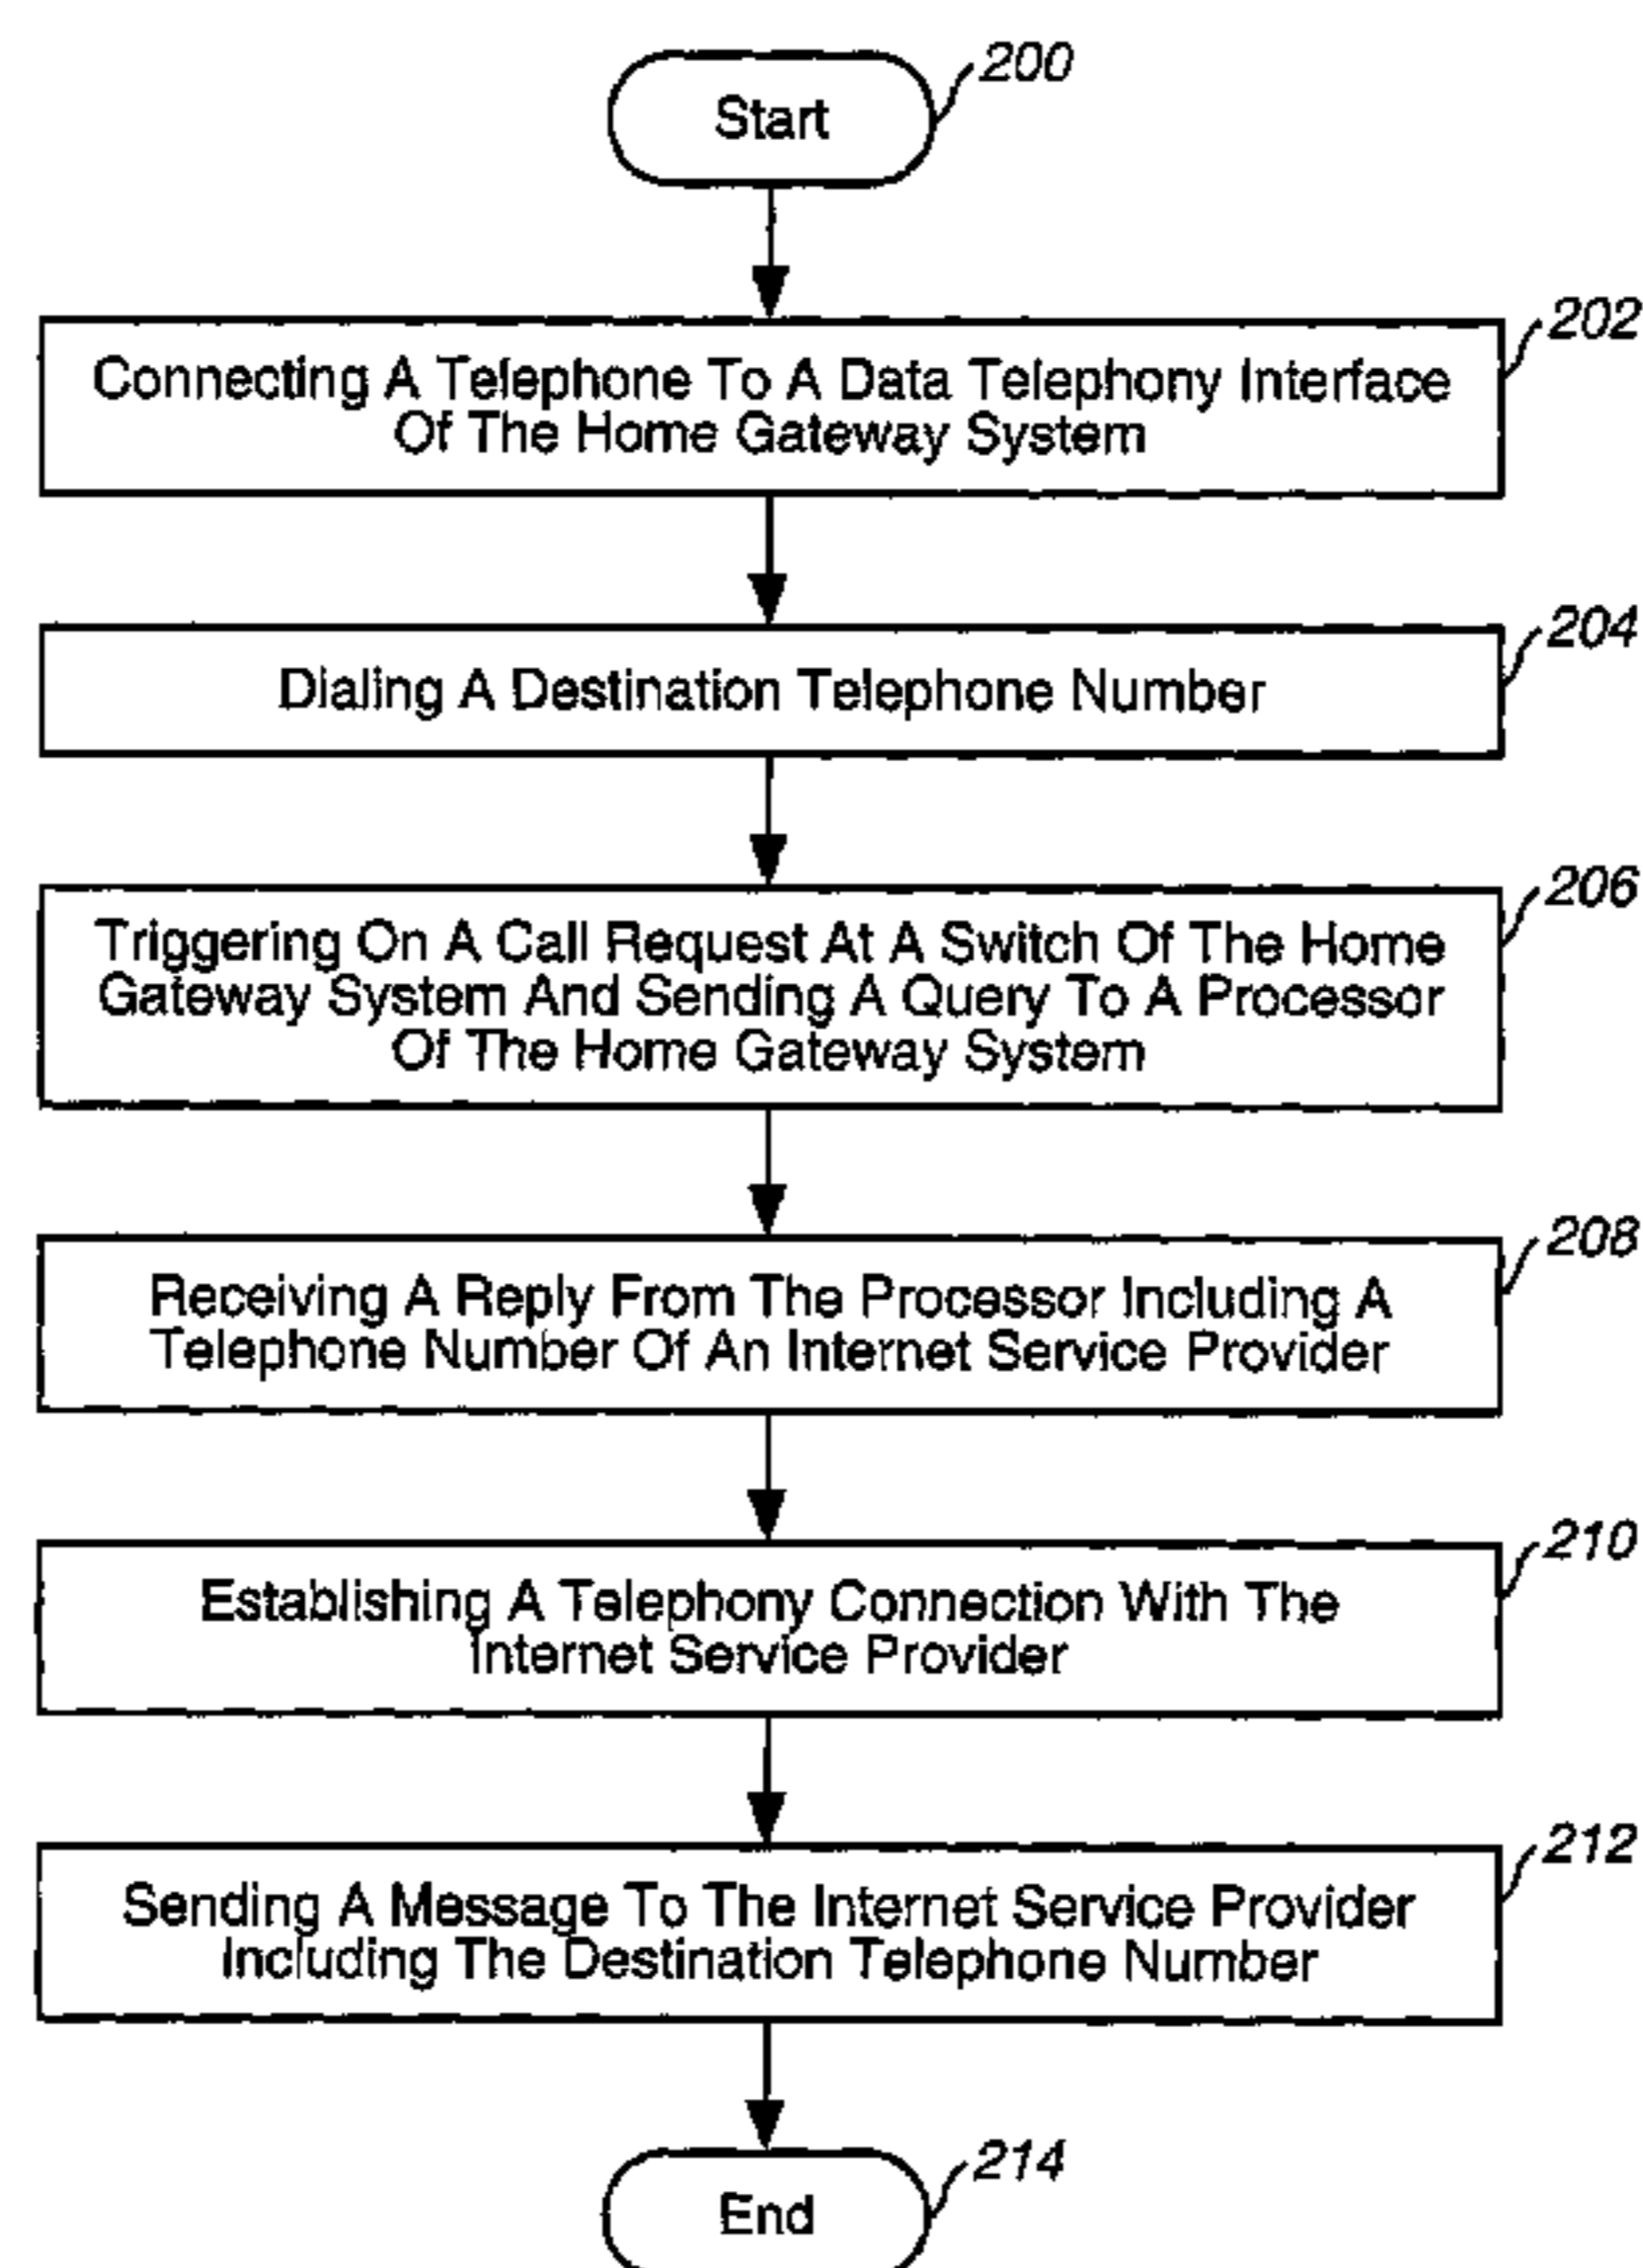 Start
200
202
Connecting A Telephone To A Data Telephony Interface
Of The Home Gateway System
204
Dialing A Destination Telephone Number
206
Triggering On A Call Request At A Switch Of The Home
Gateway System And Sending A Query To A Processor
Of The Home Gateway System
208
Receiving A Reply From The Processor Including A
Telephone Number Of An Internet Service Provider
210
Establishing A Telephony Connection With The
Internet Service Provider
212
Sending A Message To The Internet Service Provider
Including The Destination Telephone Number
214
End